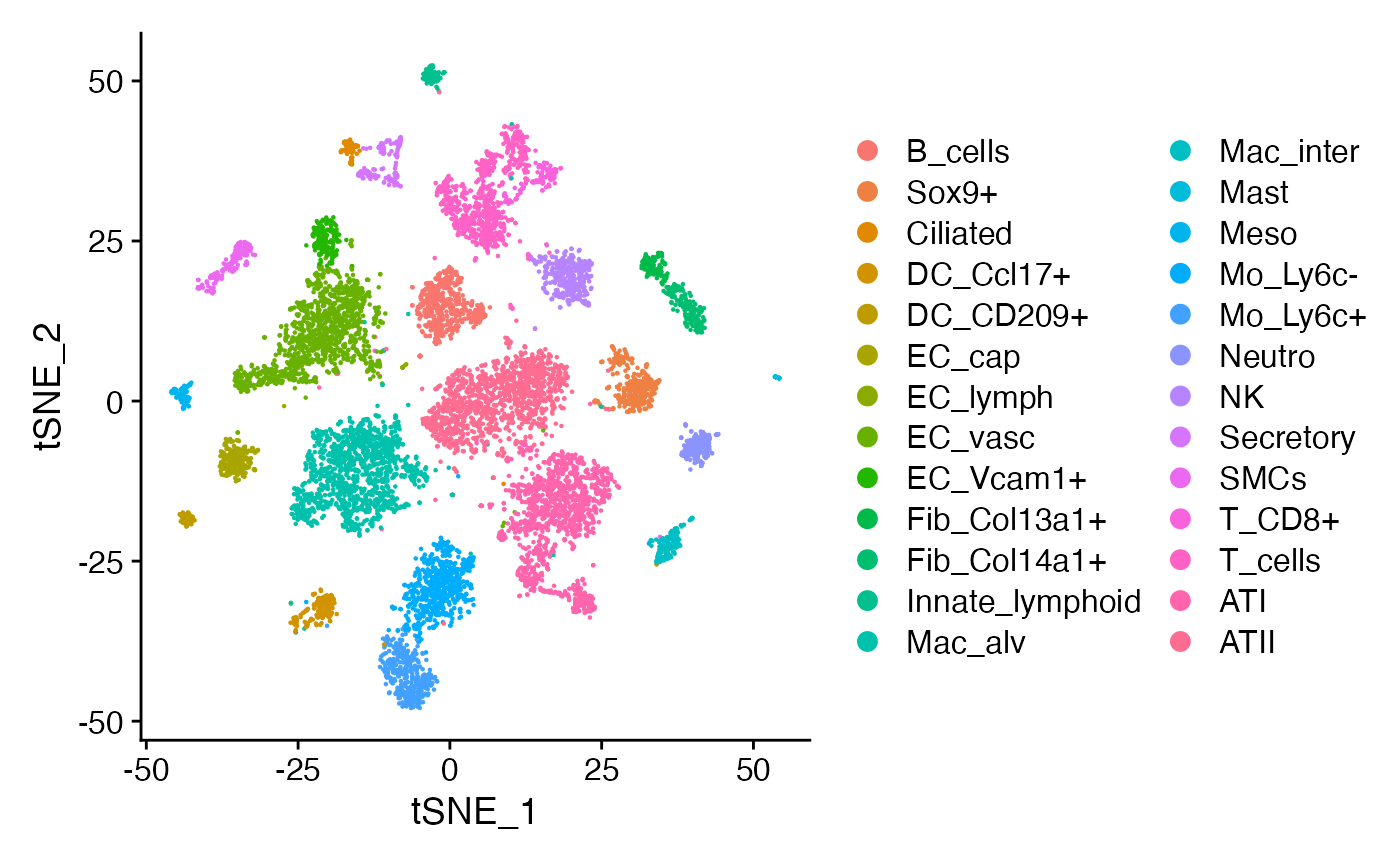 50
25
0
-25
-50
tSNE_2
-50
-25
0
25
50
tSNE_1
B_cells
Sox9+
Ciliated
DC_Ccl17+
DC_CD209+
EC_cap
EC_lymph
EC_vasc
EC_Vcam1+
Fib_Col13a1+
Fib_Col14a1+
Innate_lymphoid
Mac_alv
Mac_inter
Mast
Meso
Mo_Ly6c-
Mo_Ly6c+
Neutro
NK
Secretory
SMCs
T_CD8+
T_cells
ATI
ATII